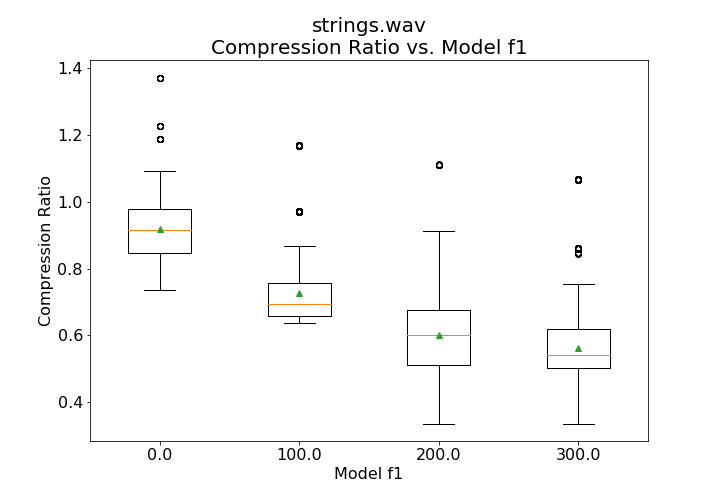 strings.wav
Compression Ratio vs. Model f1
Compression Ratio
1.4
1.2
1.0
0.8
0.6
0.4
0.0 100.0 200.0 300.0
Model f1